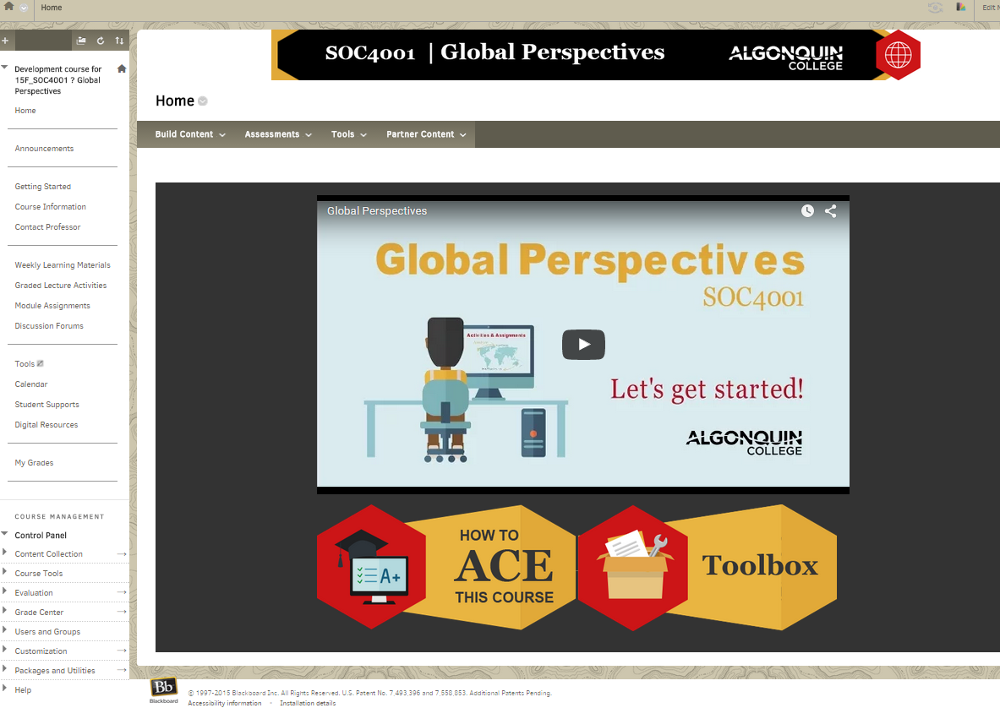 Home
Edit
Development course for
15F_SOC4001 ? Global
Perspectives
Home
Announcements
Getting Started
Course Information
Contact Professor
Weekly Learning Materials
Graded Lecture Activities
Module Assignments
Discussion Forums
Tools
Calendar
Student Supports
Digital Resources
My Grades
COURSE MANAGEMENT
Control Panel
Content Collection
Course Tools
Evaluation
Grade Center
Users and Groups
Customization
Packages and Utilities
Help
SOC4001 | Global Perspectives
ALGONQUIN
COLLEGE
Home
Build Content
Assessments
Tools
Partner Content
Global Perspectives
Global Perspectives
SOC4001
Activities & Assignments
Let's get started!
ALGONQUIN
COLLEGE
A+
HOW TO
ACE
THIS COURSE
Toolbox
Bb
Blackboard
© 1997-2015 Blackboard Inc. All Rights Reserved. U.S. Patent No. 7,493,396 and 7,558,853. Additional Patents Pending.
Accessibility information - Installation details